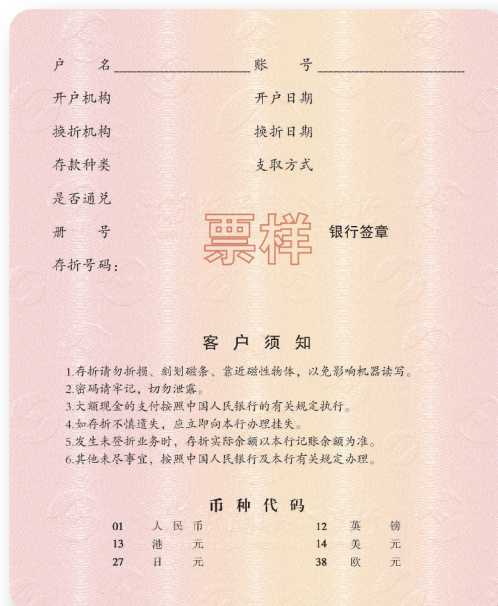 户 名 账 号
开户机构 开户日期
换折机构 换折日期
存款种类 支取方式
是否通兑
册 号 票样 银行签章
存折号码：
客户须知
1.存折请勿折损、刻划磁条、靠近磁性物体，以免影响机器读写。
2.密码请牢记，切勿泄露。
3.大额现金的支付按照中国人民银行的有关规定执行。
4.如存折不慎遗失，应立即向本行办理挂失。
5.发生未登折业务时，存折实际余额以本行记账余额为准。
6.其他未尽事宜，按照中国人民银行及本行有关规定办理。
币种代码
01 人民币 12 英镑
13 港元 14 美元
27 日元 38 欧元